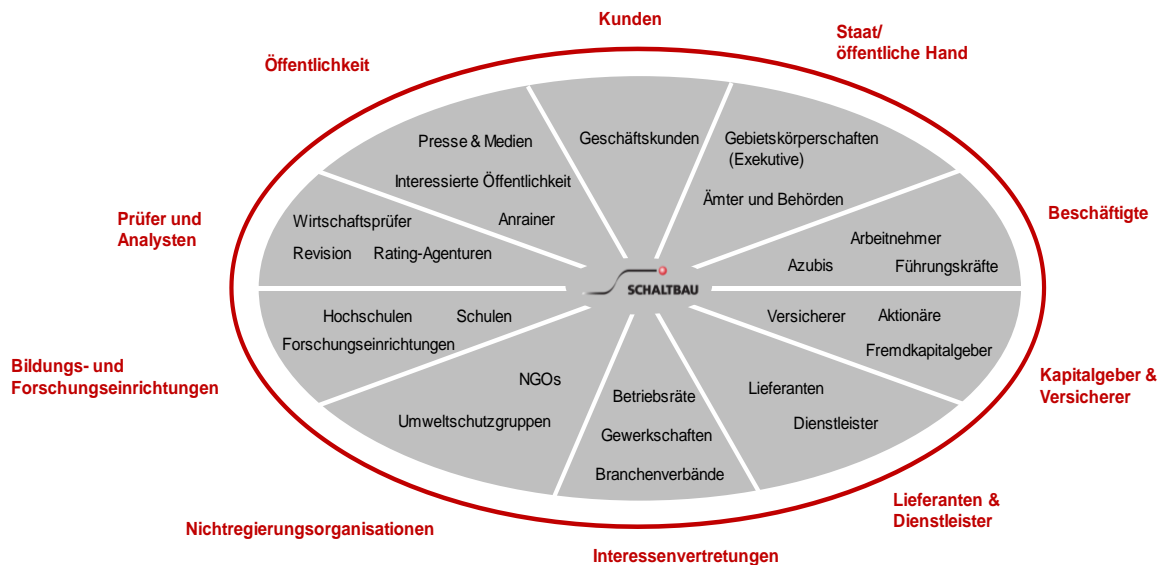 Kunden
Staat/
öffentliche Hand
Öffentlichkeit
Presse & Medien
Geschäftskunden
Gebietskörperschaften
(Exekutive)
Interessierte Öffentlichkeit
Ämter und Behörden
Anrainer
Prüfer und
Analysten
Wirtschaftsprüfer
Revision
Rating-Agenturen
Beschäftigte
Arbeitnehmer
Azubis
Führungskräfte
SCHALTBAU
Hochschulen
Schulen
Forschungseinrichtungen
Versicherer
Aktionäre
Fremdkapitalgeber
Bildungs- und
Forschungseinrichtungen
Kapitalgeber &
Versicherer
NGOs
Umweltschutzgruppen
Betriebsräte
Gewerkschaften
Branchenverbände
Lieferanten
Dienstleister
Nichtregierungsorganisationen
Lieferanten &
Dienstleister
Interessenvertretungen